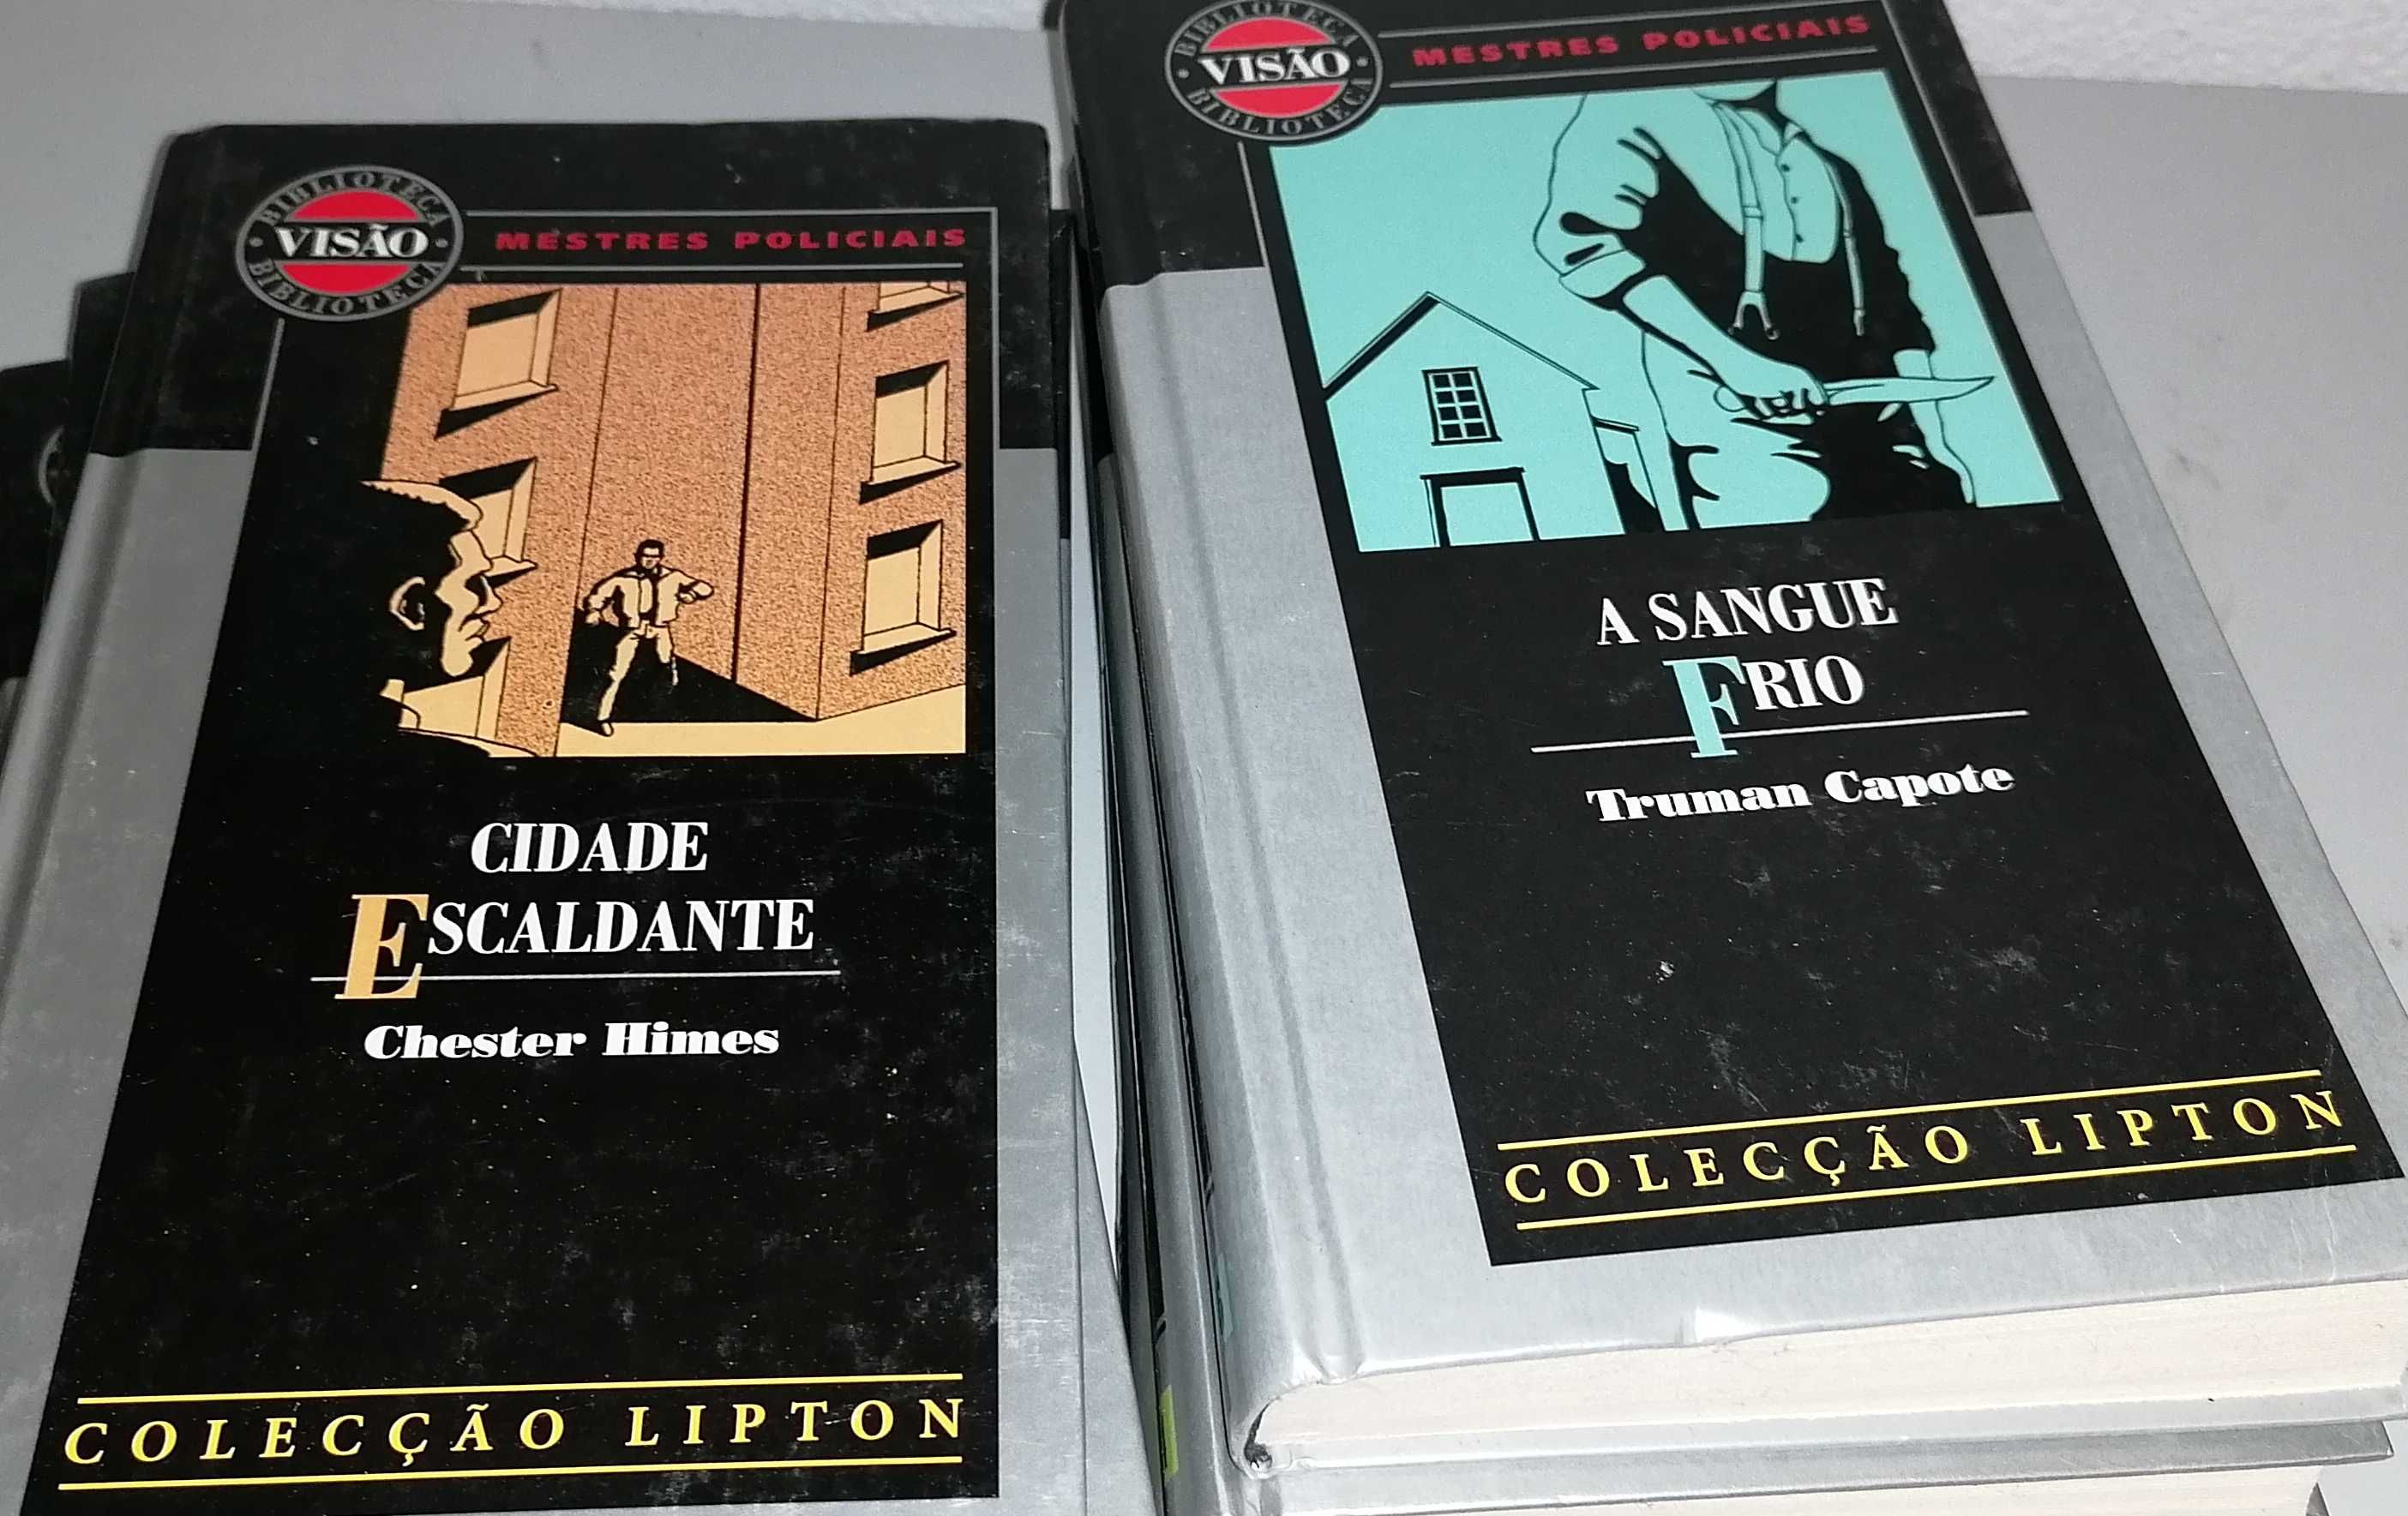 BIBLIOTECA
VISÃO
BIBLIOTECA
MESTRES POLICIAIS
CIDADE
ESCALDANTE
Chester Himes
COLECÇÃO LIPTON
BIBLIOTECA
VISÃO
BIBLIOTECA
MESTRES POLICIAIS
A SANGUE
FRIO
Truman Capote
COLECÇÃO LIPTON